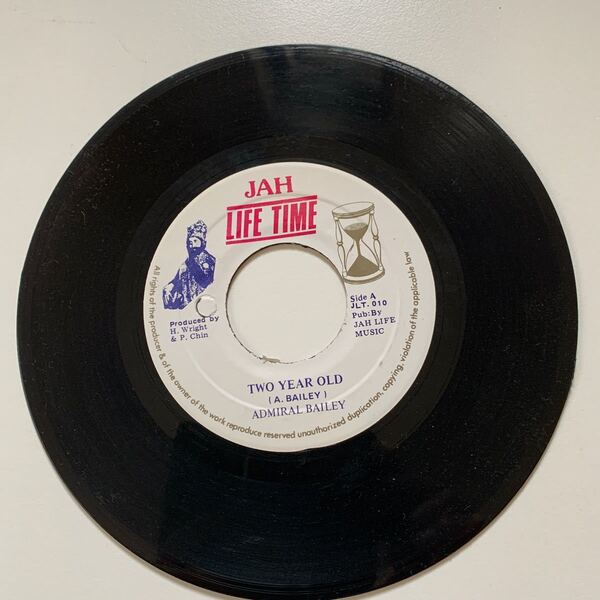 JAH
LIFE TIME
Side A
JLT- 010
Pub: By
JAH LIFE
MUSIC
Produced by
H. Wright
& P. Chin
TWO YEAR OLD
( A. BAILEY )
ADMIRAL BAILEY
All rights of the producer & of the owner of the work reproduce reserved unauthorized duplication, copying, violation of the applicable law